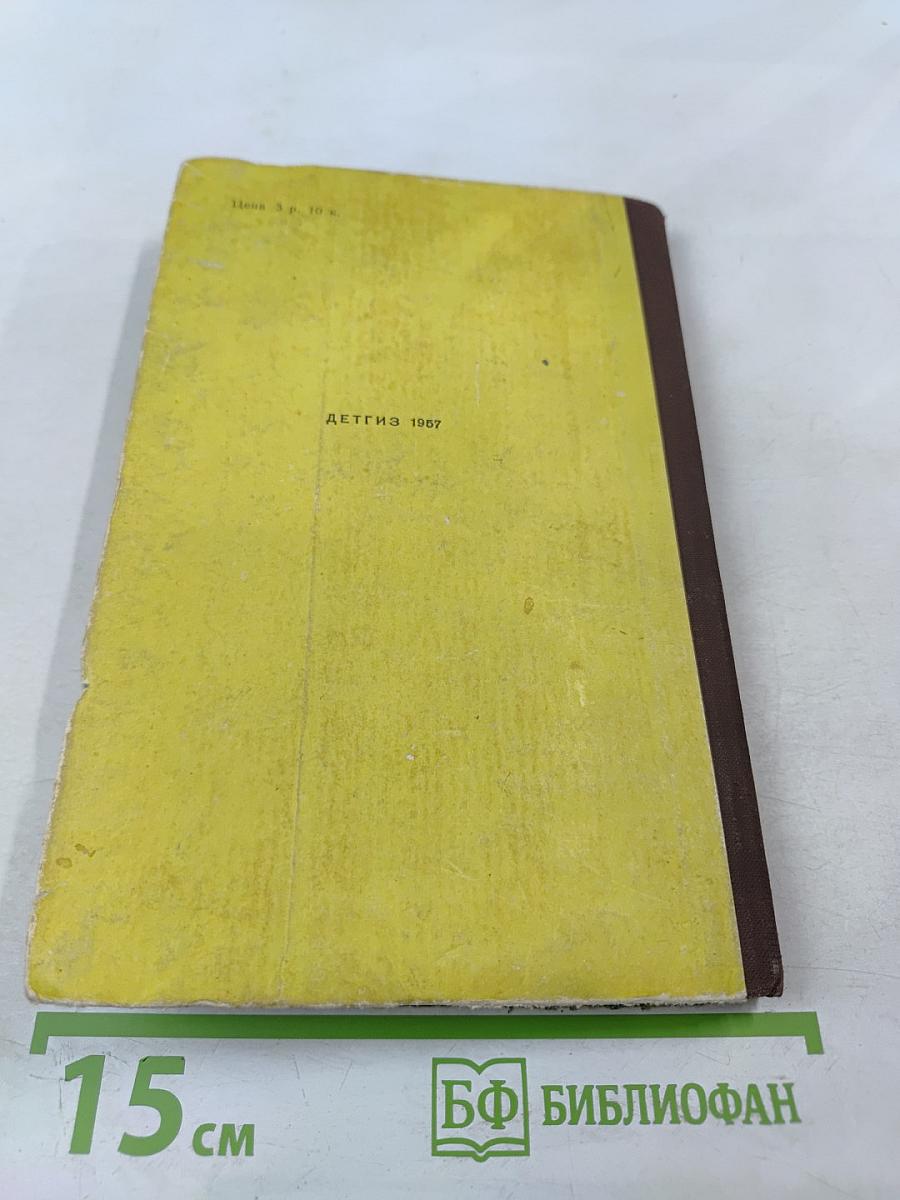 Цена 3 р. 10 к.
ДЕТГИЗ 1957
15 см
БФ БИБЛИОФАН